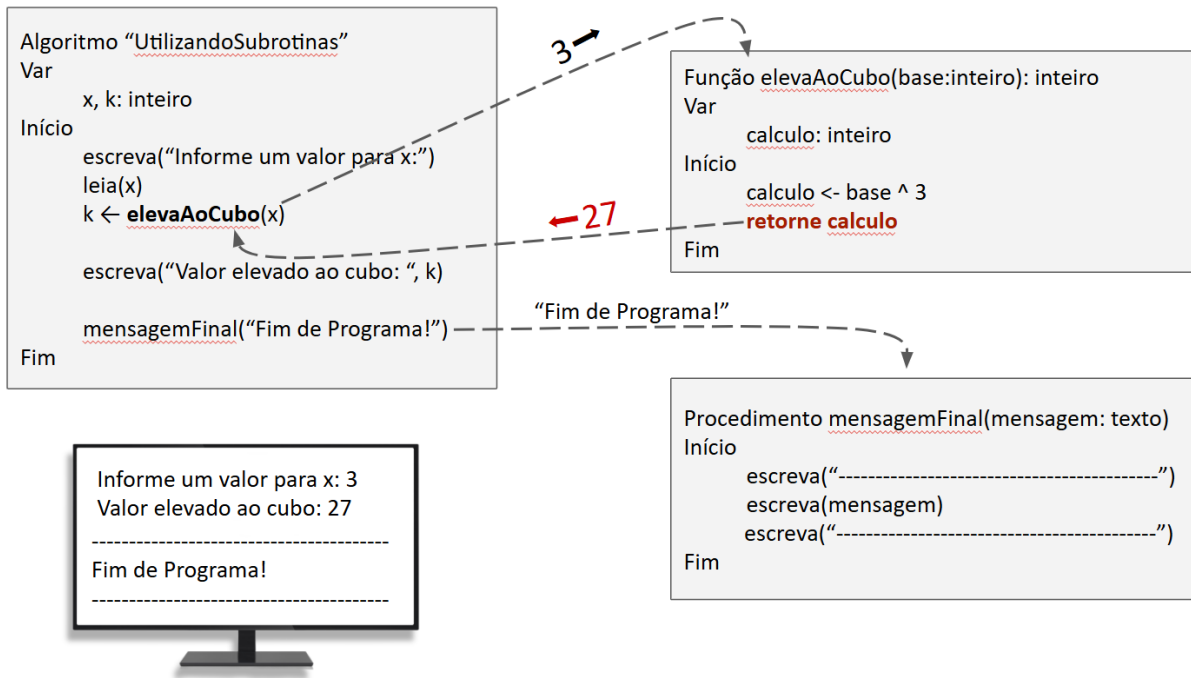 Algoritmo “UtilizandoSubrotinas”
Var
x, k: inteiro
Início
escreva(“Informe um valor para x:”)
leia(x)
k ← elevaAoCubo(x)
escreva(“Valor elevado ao cubo: “, k)
mensagemFinal(“Fim de Programa!”)
Fim
3 →
Função elevaAoCubo(base:inteiro): inteiro
Var
calculo: inteiro
Início
calculo <- base ^ 3
retorne calculo
Fim
← 27
“Fim de Programa!”
Procedimento mensagemFinal(mensagem: texto)
Início
escreva(“-------------------------------------------”)
escreva(mensagem)
escreva(“-------------------------------------------”)
Fim
Informe um valor para x: 3
Valor elevado ao cubo: 27
----------------------------------------
Fim de Programa!
----------------------------------------